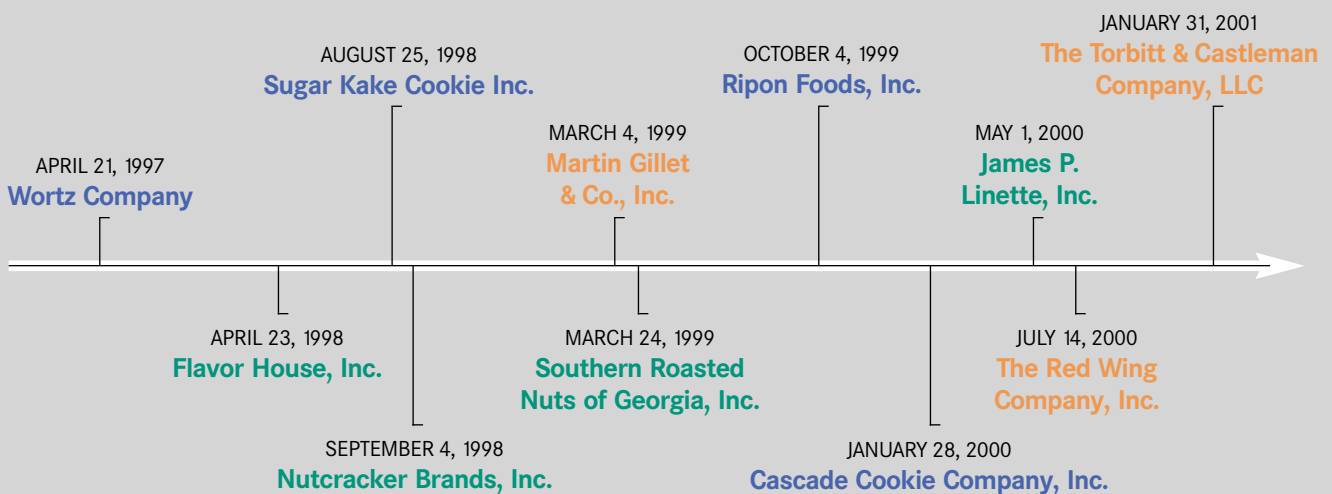 JANUARY 31, 2001
The Torbitt & Castleman
Company, LLC
AUGUST 25, 1998
Sugar Kake Cookie Inc.
OCTOBER 4, 1999
Ripon Foods, Inc.
MARCH 4, 1999
Martin Gillet
& Co., Inc.
MAY 1, 2000
James P.
Linette, Inc.
APRIL 21, 1997
Wortz Company
APRIL 23, 1998
Flavor House, Inc.
MARCH 24, 1999
Southern Roasted
Nuts of Georgia, Inc.
JULY 14, 2000
The Red Wing
Company, Inc.
SEPTEMBER 4, 1998
Nutcracker Brands, Inc.
JANUARY 28, 2000
Cascade Cookie Company, Inc.